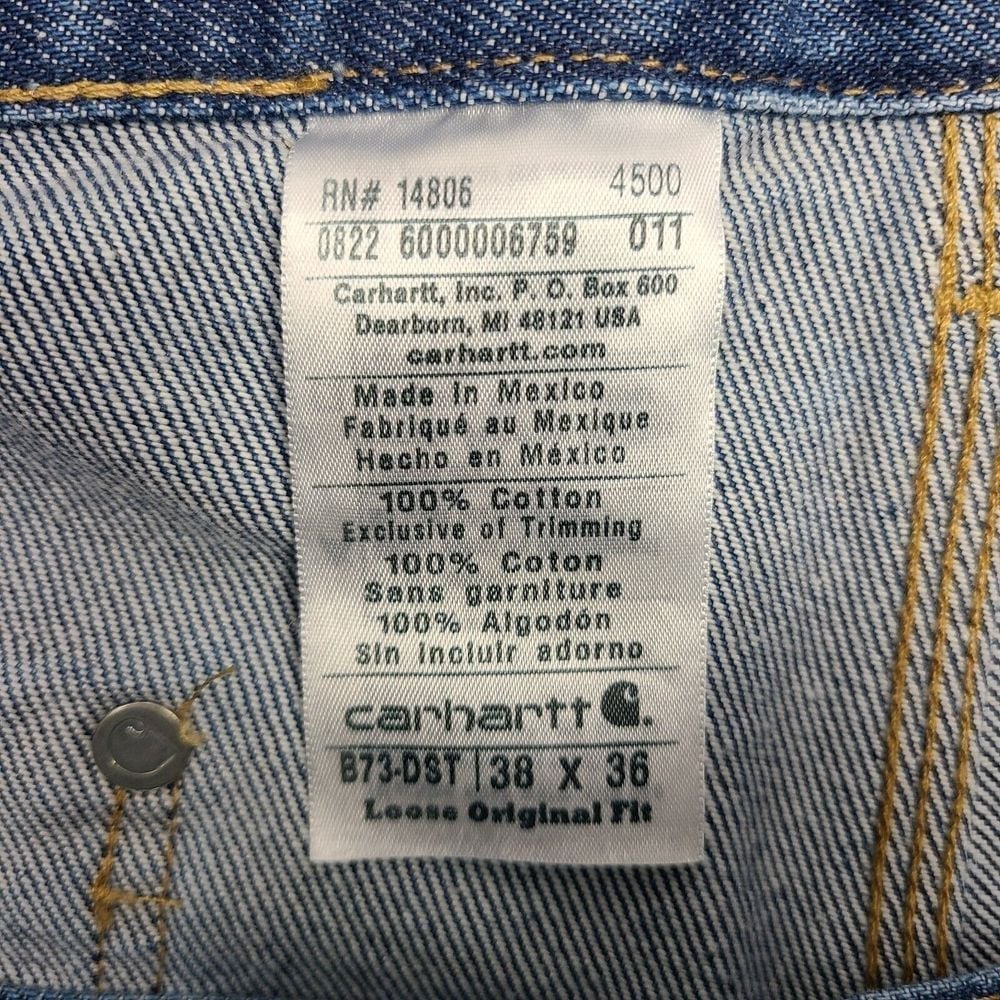 RN# 14806 4500
0822 6000006759 011
Carhartt, Inc. P. O. Box 600
Dearborn, MI 48121 USA
carhartt.com
Made in Mexico
Fabriqué au Mexique
Hecho en México
100% Cotton
Exclusive of Trimming
100% Coton
Sans garniture
100% Algodón
Sin incluir adorno
carhartt
B73-DST | 38 X 36
Loose Original Fit